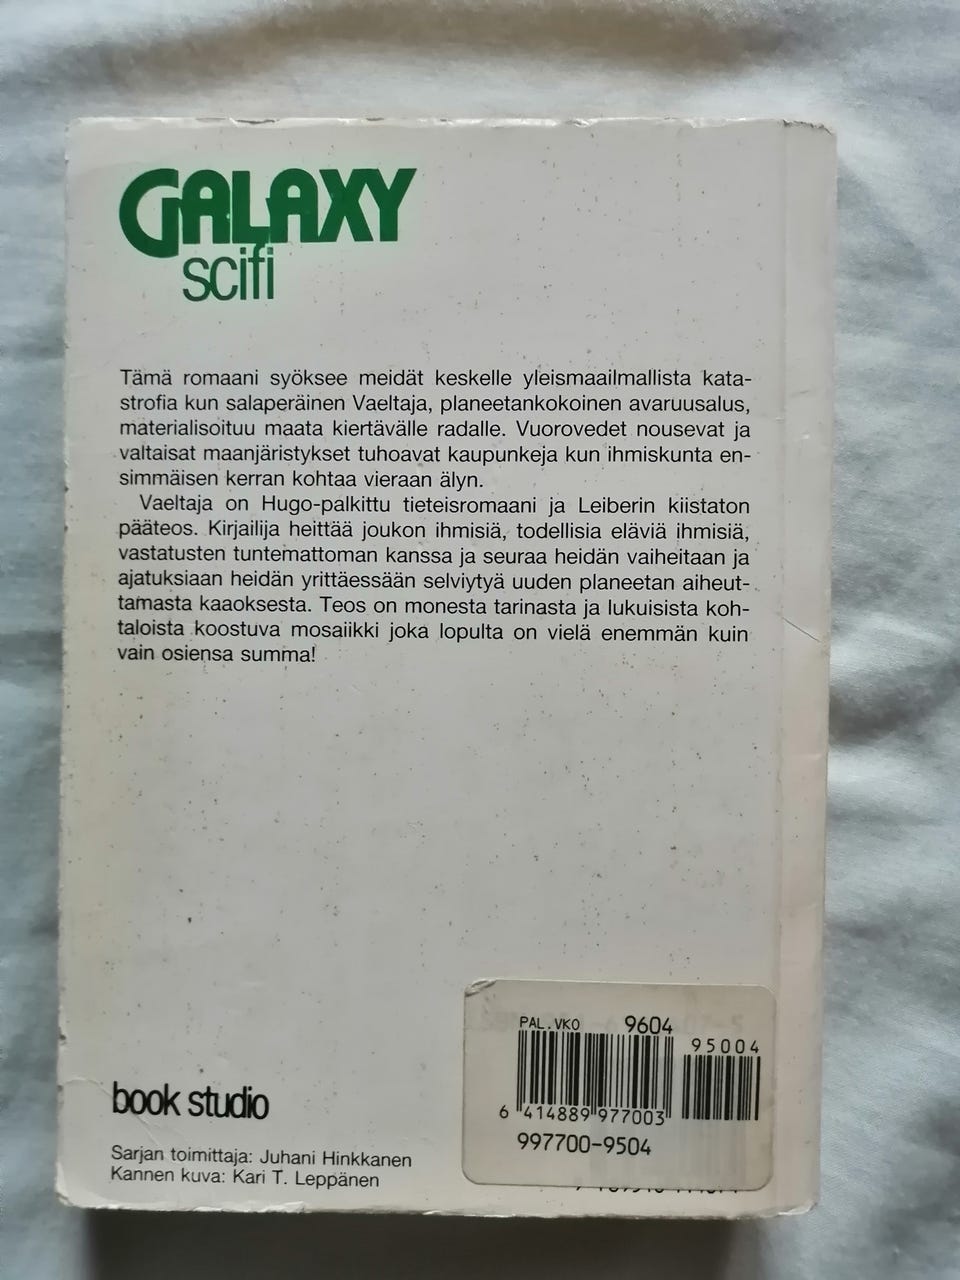 GALAXY
scifi
Tämä romaani syöksee meidät keskelle yleismaailmallista kata-
strofia kun salaperäinen Vaeltaja, planeetankokoinen avaruusalus,
materialisoituu maata kiertävälle radalle. Vuorovedet nousevat ja
valtaisat maanjäristykset tuhoavat kaupunkeja kun ihmiskunta en-
simmäisen kerran kohtaa vieraan älyn.
Vaeltaja on Hugo-palkittu tieteisromaani ja Leiberin kiistaton
pääteos. Kirjailija heittää joukon ihmisiä, todellisia eläviä ihmisiä,
vastatusten tuntemattoman kanssa ja seuraa heidän vaiheitaan ja
ajatuksiaan heidän yrittäessään selviytyä uuden planeetan aiheut-
tamasta kaaoksesta. Teos on monesta tarinasta ja lukuisista koh-
taloista koostuva mosaiikki joka lopulta on vielä enemmän kuin
vain osiensa summa!
PAL.VKO 9604
95004
6 414889 977003
997700-9504
book studio
Sarjan toimittaja: Juhani Hinkkanen
Kannen kuva: Kari T. Leppänen